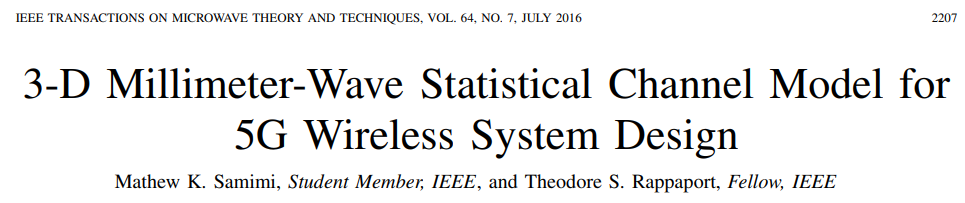 IEEE TRANSACTIONS ON MICROWAVE THEORY AND TECHNIQUES, VOL. 64, NO. 7, JULY 2016 2207
3-D Millimeter-Wave Statistical Channel Model for
5G Wireless System Design
Mathew K. Samimi, Student Member, IEEE, and Theodore S. Rappaport, Fellow, IEEE